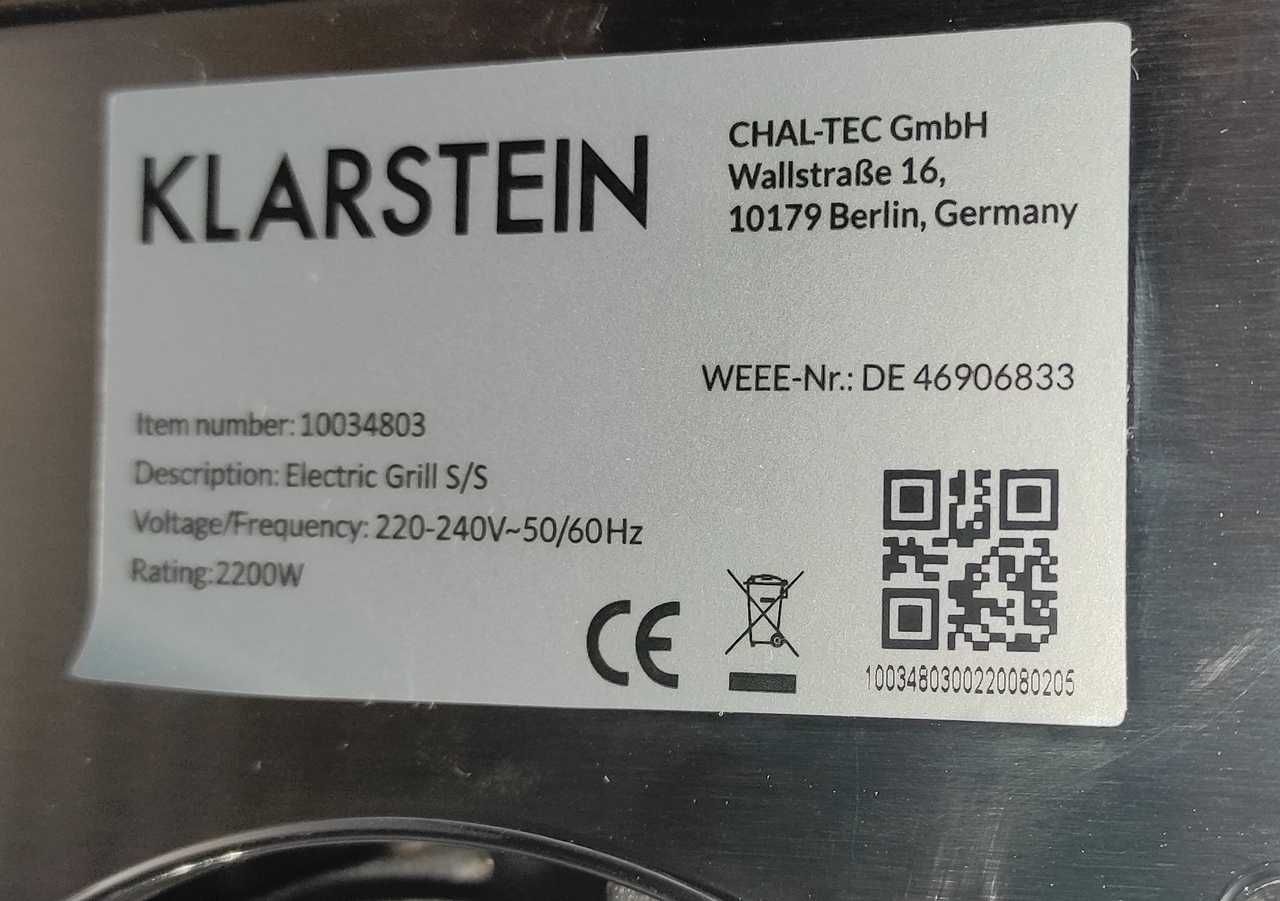 KLARSTEIN
CHAL-TEC GmbH
Wallstraße 16,
10179 Berlin, Germany
WEEE-Nr.: DE 46906833
Item number: 10034803
Description: Electric Grill S/S
Voltage/Frequency: 220-240V~50/60Hz
Rating:2200W
CE
1003480300220080205